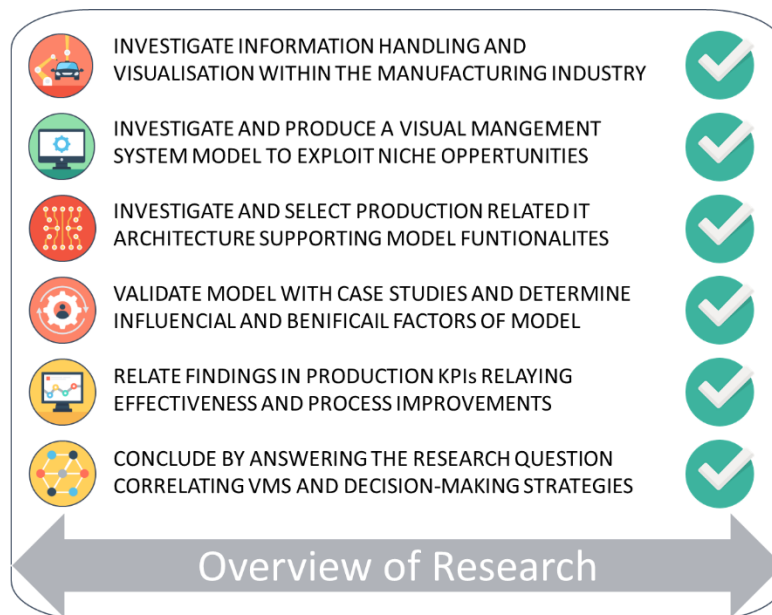 INVESTIGATE INFORMATION HANDLING AND
VISUALISATION WITHIN THE MANUFACTURING INDUSTRY
INVESTIGATE AND PRODUCE A VISUAL MANGEMENT
SYSTEM MODEL TO EXPLOIT NICHE OPPERTUNITIES
INVESTIGATE AND SELECT PRODUCTION RELATED IT
ARCHITECTURE SUPPORTING MODEL FUNTIONALITES
VALIDATE MODEL WITH CASE STUDIES AND DETERMINE
INFLUENCIAL AND BENIFICAIL FACTORS OF MODEL
RELATE FINDINGS IN PRODUCTION KPIs RELAYING
EFFECTIVENESS AND PROCESS IMPROVEMENTS
CONCLUDE BY ANSWERING THE RESEARCH QUESTION
CORRELATING VMS AND DECISION-MAKING STRATEGIES
Overview of Research